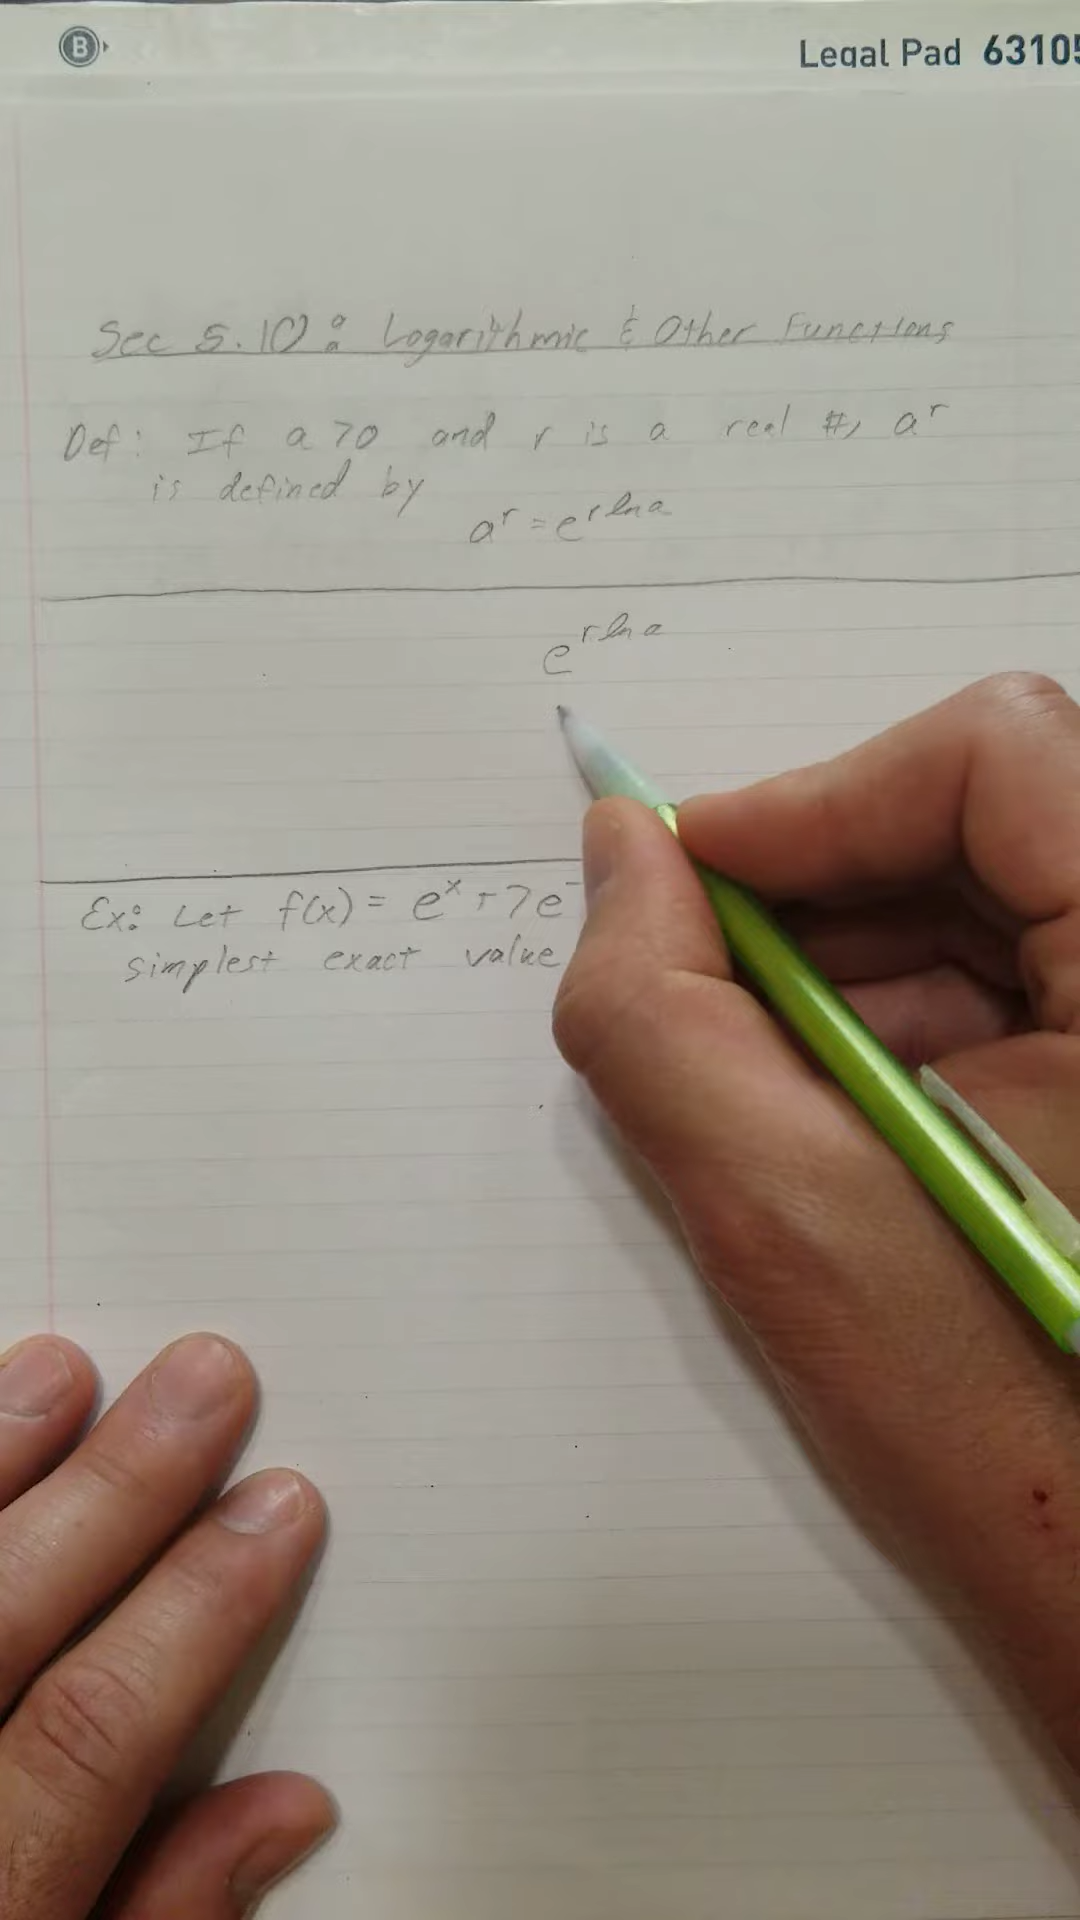 B
Legal Pad 63105
Sec 5.10: Logarithmic & Other Functions
Def: If a>0 and r is a real #, a^r
is defined by
a^r = e^{r ln a}
e^{r ln a}
Ex: Let f(x) = e^x + 7e^-
simplest exact value